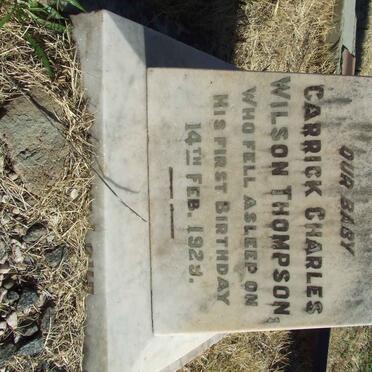 OUR BABY
CARRICK CHARLES
WILSON THOMPSON,
WHO FELL ASLEEP ON
HIS FIRST BIRTHDAY
14TH FEB. 1929.